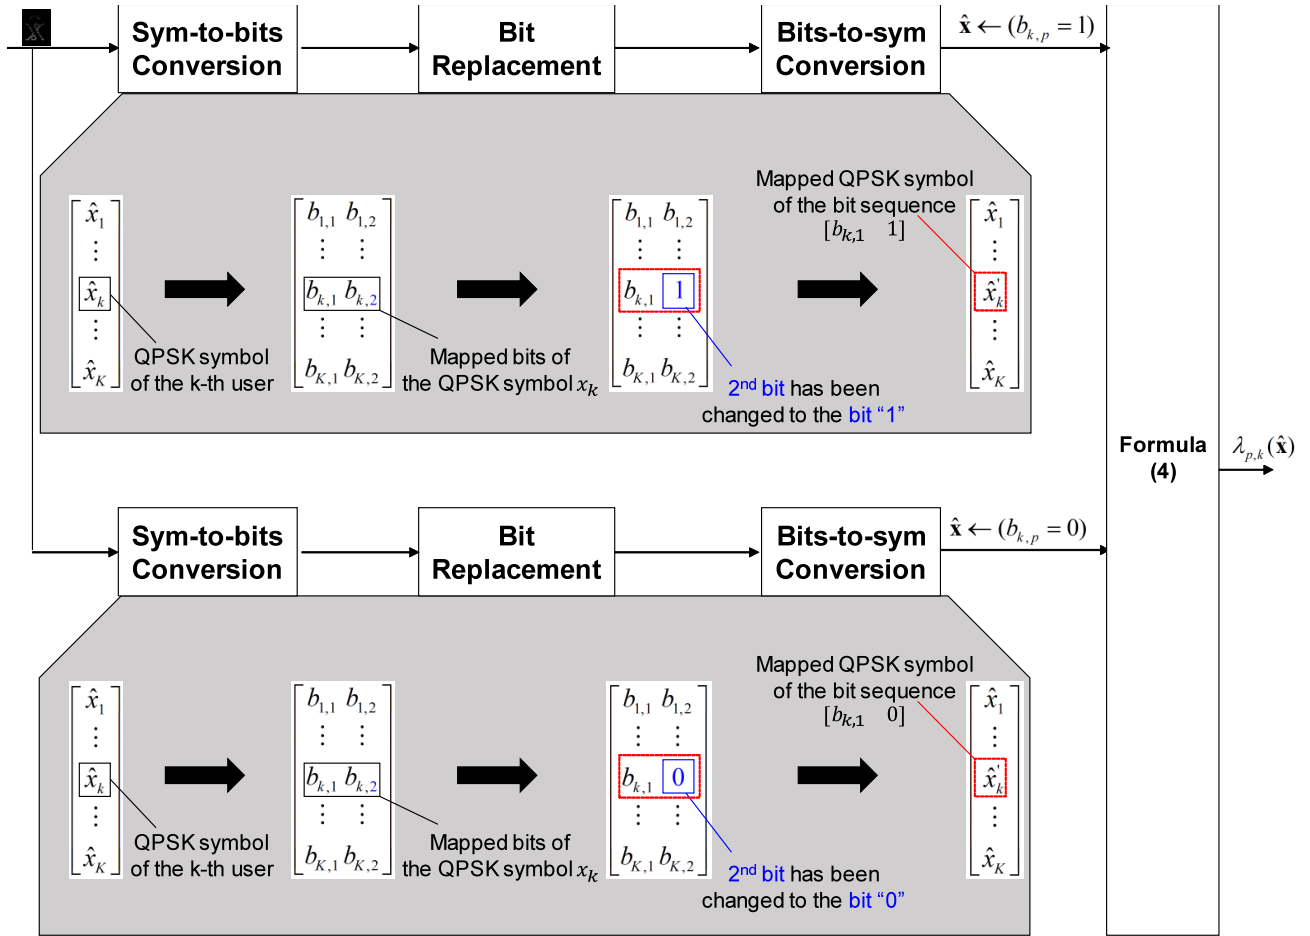 x̂
Sym-to-bits
Conversion
Bit
Replacement
Bits-to-sym
Conversion
x̂ ← (b_{k,p} = 1)
x̂_1
⋮
x̂_k
⋮
x̂_K
QPSK symbol
of the k-th user
b_{1,1} b_{1,2}
⋮ ⋮
b_{k,1} b_{k,2}
⋮ ⋮
b_{K,1} b_{K,2}
Mapped bits of
the QPSK symbol x_k
b_{1,1} b_{1,2}
⋮ ⋮
b_{k,1} 1
⋮ ⋮
b_{K,1} b_{K,2}
2nd bit has been
changed to the bit “1”
Mapped QPSK symbol
of the bit sequence
[b_{k,1} 1]
x̂_1
⋮
x̂'_k
⋮
x̂_K
Formula
(4)
λ_{p,k}(x̂)
Sym-to-bits
Conversion
Bit
Replacement
Bits-to-sym
Conversion
x̂ ← (b_{k,p} = 0)
x̂_1
⋮
x̂_k
⋮
x̂_K
QPSK symbol
of the k-th user
b_{1,1} b_{1,2}
⋮ ⋮
b_{k,1} b_{k,2}
⋮ ⋮
b_{K,1} b_{K,2}
Mapped bits of
the QPSK symbol x_k
b_{1,1} b_{1,2}
⋮ ⋮
b_{k,1} 0
⋮ ⋮
b_{K,1} b_{K,2}
2nd bit has been
changed to the bit “0”
Mapped QPSK symbol
of the bit sequence
[b_{k,1} 0]
x̂_1
⋮
x̂'_k
⋮
x̂_K